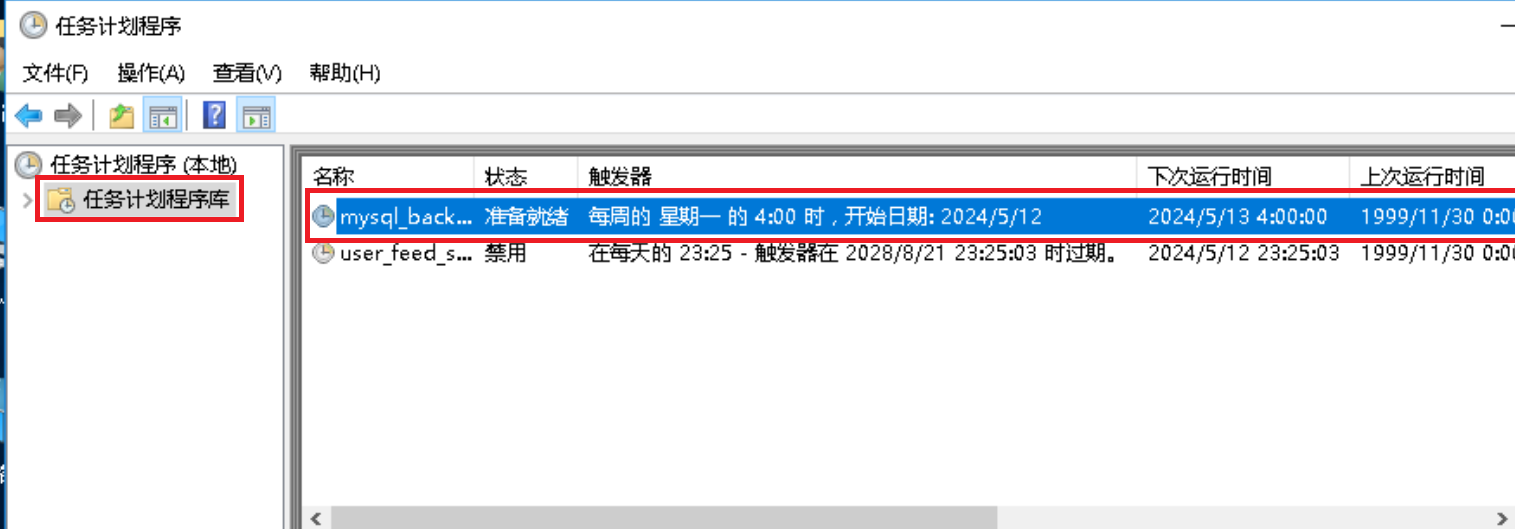 任务计划程序
文件(F) 操作(A) 查看(V) 帮助(H)
任务计划程序 (本地)
任务计划程序库
名称 状态 触发器 下次运行时间 上次运行时间
mysql_back... 准备就绪 每周的 星期一 的 4:00 时，开始日期: 2024/5/12 2024/5/13 4:00:00 1999/11/30 0:00
user_feed_s... 禁用 在每天的 23:25 - 触发器在 2028/8/21 23:25:03 时过期。 2024/5/12 23:25:03 1999/11/30 0:00